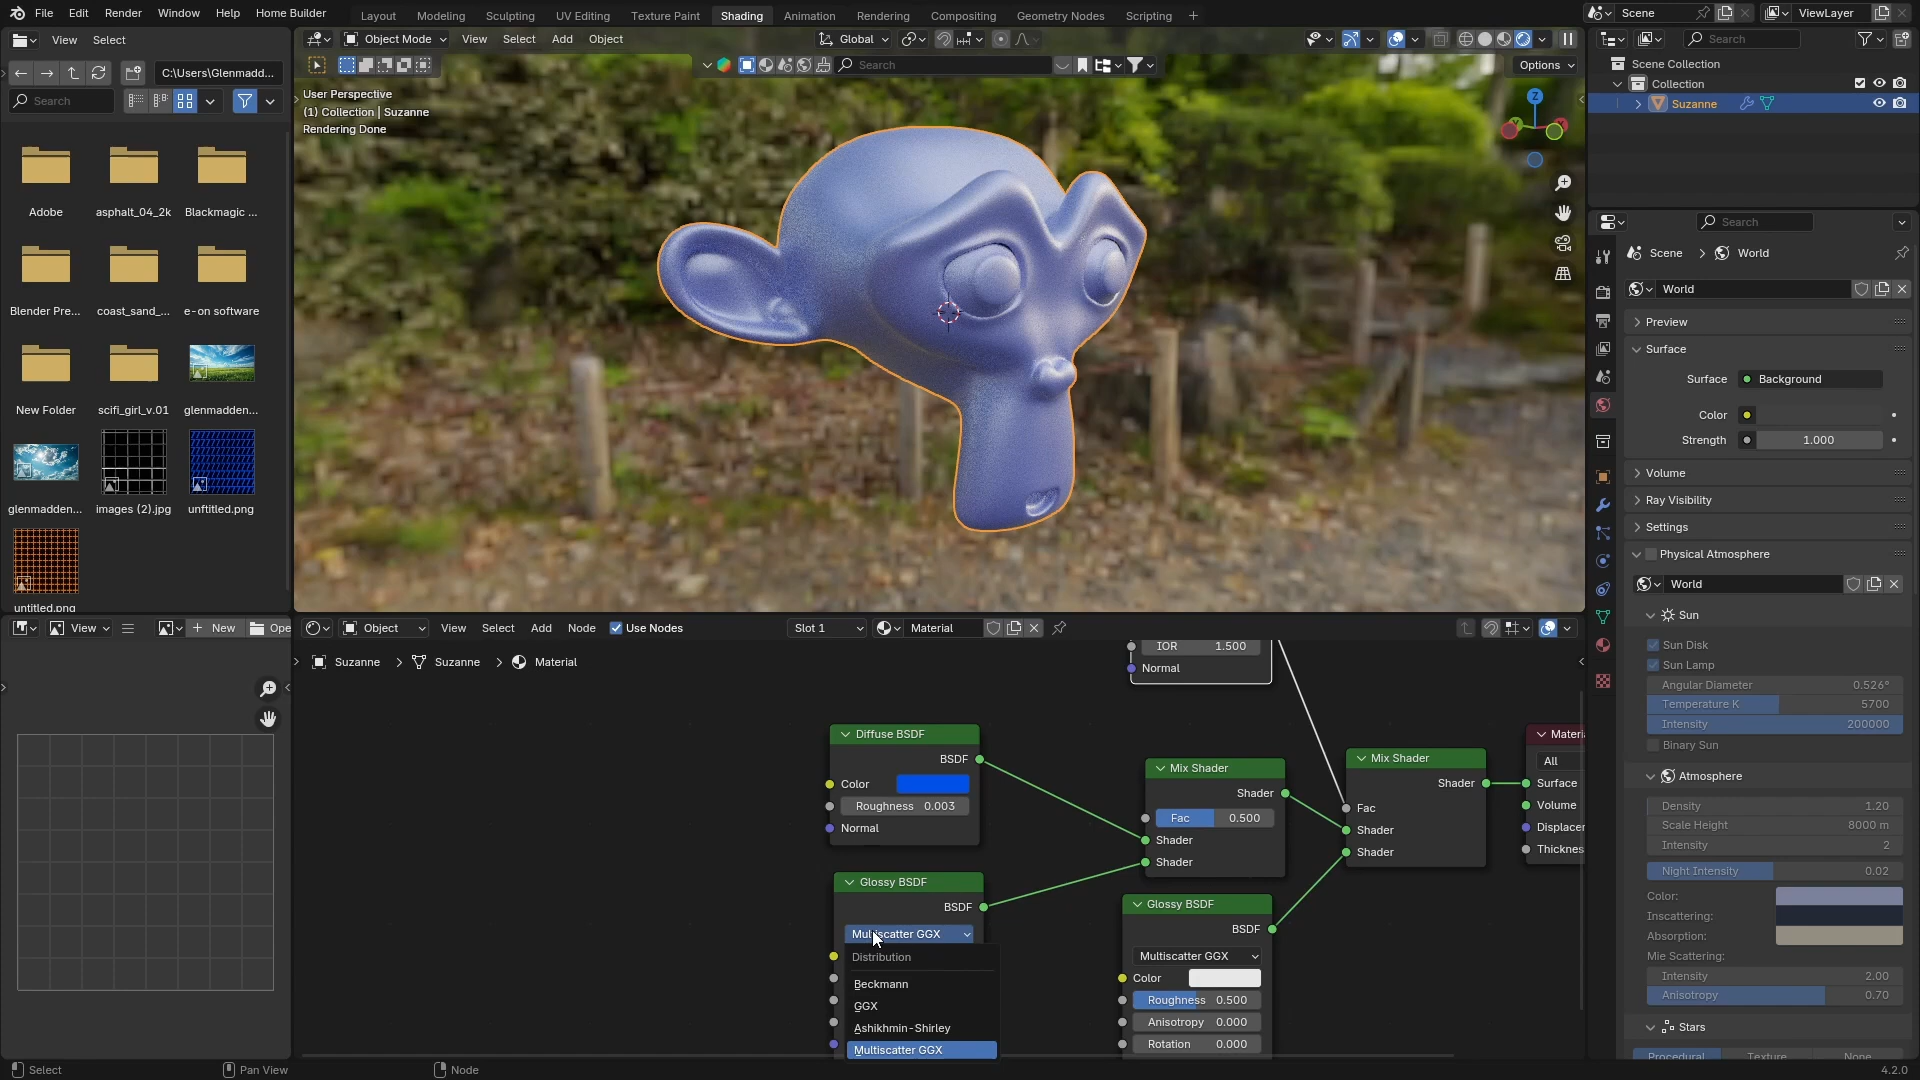 File Edit Render Window Help Home Builder
Layout Modeling Sculpting UV Editing Texture Paint Shading Animation Rendering Compositing Geometry Nodes Scripting +
Scene
ViewLayer
View Select
C:\Users\Glenmadd...
Search
Adobe
asphalt_04_2k
Blackmagic ...
Blender Pre...
coast_sand_...
e-on software
New Folder
scifi_girl_v.01
glenmadden...
glenmadden...
images (2).jpg
unftitled.png
untitled.png
Object Mode View Select Add Object
Global
Search
Options
User Perspective
(1) Collection | Suzanne
Rendering Done
Z
Search
Scene Collection
Collection
Suzanne
Search
Scene > World
World
Preview
Surface
Surface Background
Color
Strength 1.000
Volume
Ray Visibility
Settings
Physical Atmosphere
World
Sun
Sun Disk
Sun Lamp
Angular Diameter 0.526°
Temperature K 5700
Intensity 200000
Binary Sun
Atmosphere
Density 1.20
Scale Height 8000 m
Intensity 2
Night Intensity 0.02
Color:
Inscattering:
Absorption:
Mie Scattering:
Intensity 2.00
Anisotropy 0.70
Stars
Procedural Texture None
View
+ New
Ope
Object View Select Add Node Use Nodes
Slot 1
Material
Suzanne > Suzanne > Material
IOR 1.500
Normal
Diffuse BSDF
BSDF
Color
Roughness 0.003
Normal
Glossy BSDF
BSDF
Multiscatter GGX
Distribution
Beckmann
GGX
Ashikhmin-Shirley
Multiscatter GGX
Mix Shader
Shader
Fac 0.500
Shader
Shader
Glossy BSDF
BSDF
Multiscatter GGX
Color
Roughness 0.500
Anisotropy 0.000
Rotation 0.000
Mix Shader
Shader
Fac
Shader
Shader
Materi
All
Surface
Volume
Displacer
Thicknes
Select
Pan View
Node
4.2.0